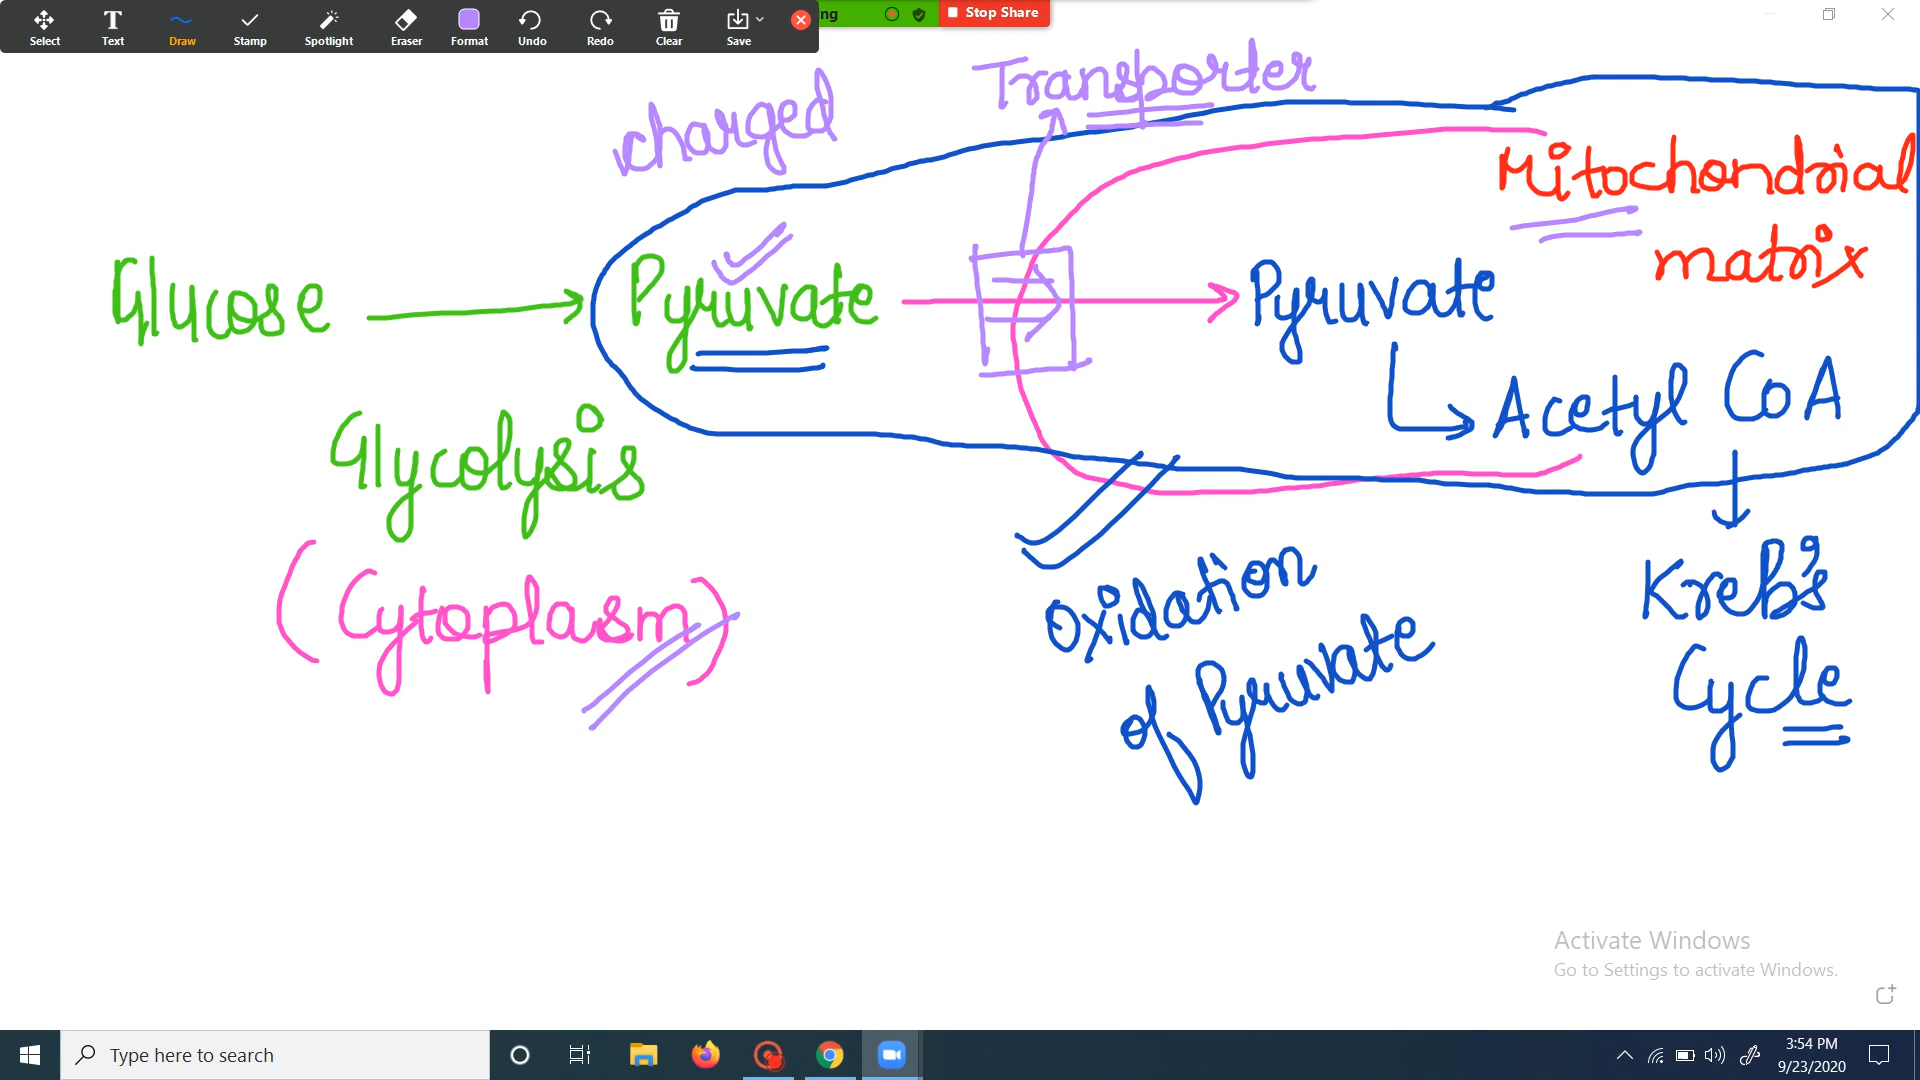 Select Text Draw Stamp Spotlight Eraser Format Undo Redo Clear Save
ng Stop Share
Transporter
charged
Mitochondrial
matrix
Glucose Pyruvate Pyruvate
Acetyl CoA
Glycolysis
(Cytoplasm)
Oxidation
of Pyruvate
Kreb's
Cycle
Activate Windows
Go to Settings to activate Windows.
Type here to search
3:54 PM
9/23/2020